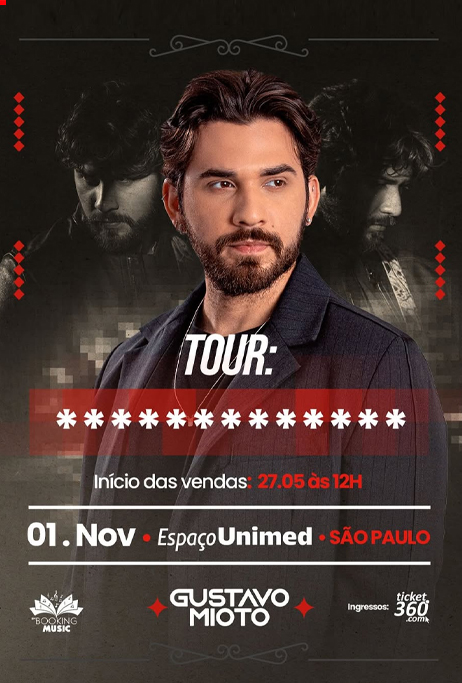 TOUR:
*************
Início das vendas: 27.05 às 12H
01. Nov • EspaçoUnimed • SÃO PAULO
BOOKING
MUSIC
GUSTAVO
MIOTO
Ingressos:
ticket
360
.com